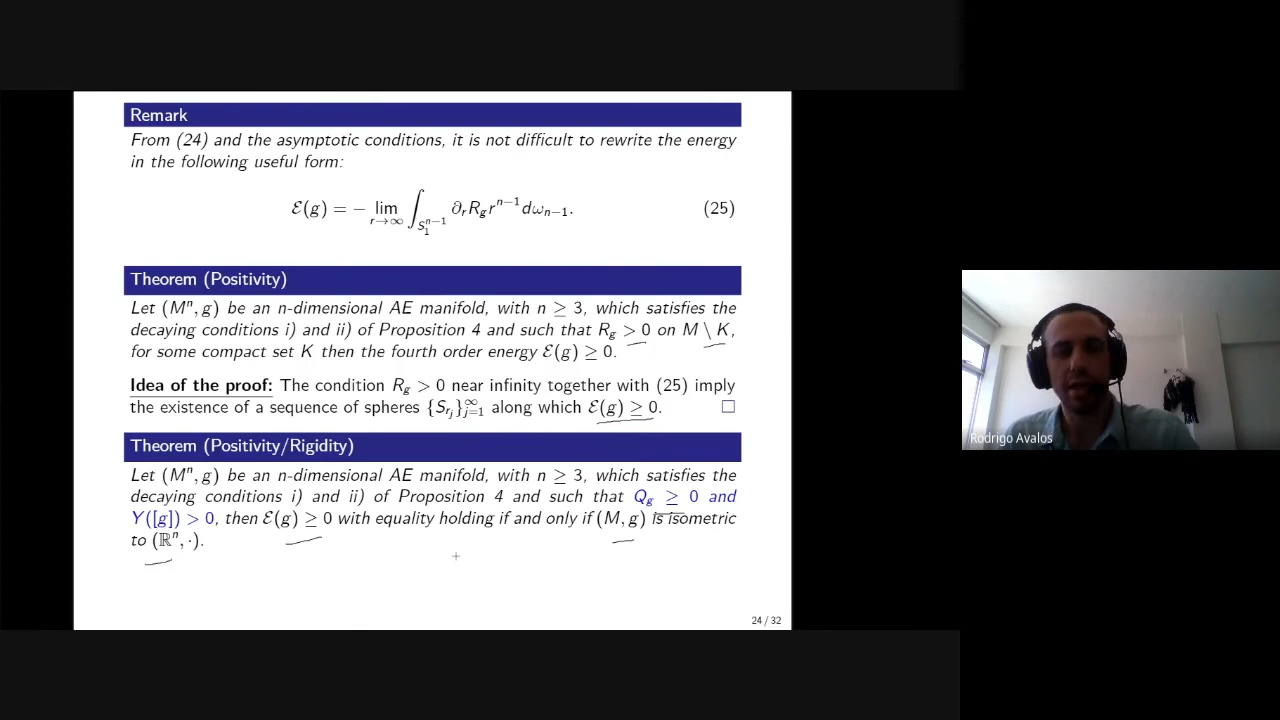 Remark
From (24) and the asymptotic conditions, it is not difficult to rewrite the energy
in the following useful form:
ℰ(g) = − lim_{r→∞} ∫_{S_1^{n−1}} ∂_r R_g r^{n−1} dω_{n−1}. (25)
Theorem (Positivity)
Let (Mⁿ, g) be an n-dimensional AE manifold, with n ≥ 3, which satisfies the
decaying conditions i) and ii) of Proposition 4 and such that R_g > 0 on M \ K,
for some compact set K then the fourth order energy ℰ(g) ≥ 0.
Idea of the proof: The condition R_g > 0 near infinity together with (25) imply
the existence of a sequence of spheres {S_{r_j}}_{j=1}^∞ along which ℰ(g) ≥ 0. □
Theorem (Positivity/Rigidity)
Let (Mⁿ, g) be an n-dimensional AE manifold, with n ≥ 3, which satisfies the
decaying conditions i) and ii) of Proposition 4 and such that Q_g ≥ 0 and
Y([g]) > 0, then ℰ(g) ≥ 0 with equality holding if and only if (M, g) is isometric
to (ℝⁿ, ·).
24 / 32
Rodrigo Avalos